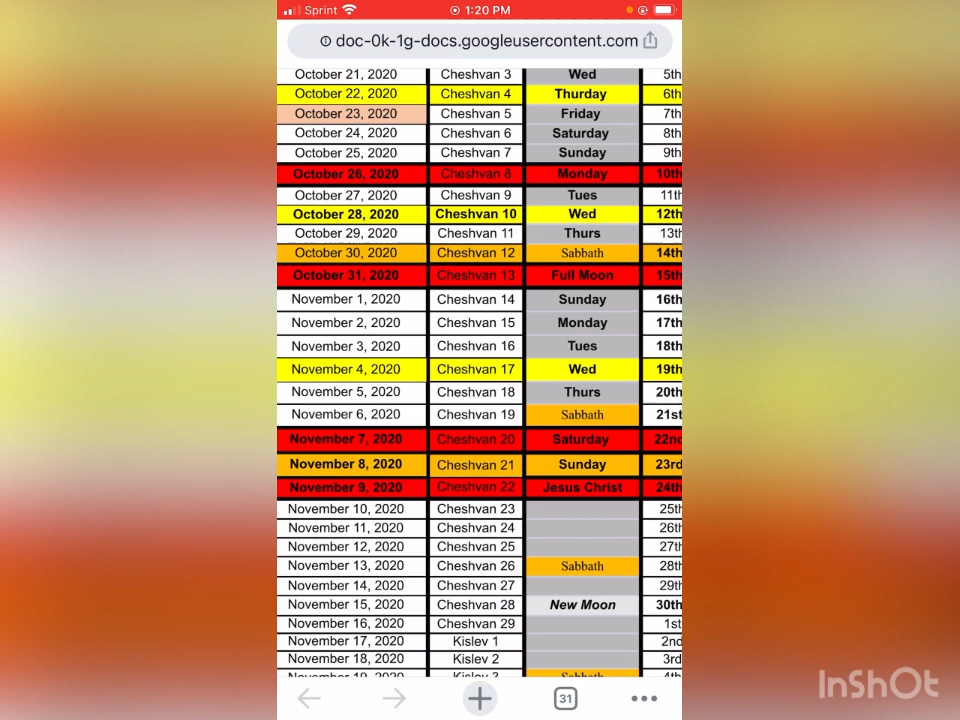 Sprint 1:20 PM
doc-0k-1g-docs.googleusercontent.com
October 21, 2020 Cheshvan 3 Wed 5th
October 22, 2020 Cheshvan 4 Thurday 6th
October 23, 2020 Cheshvan 5 Friday 7th
October 24, 2020 Cheshvan 6 Saturday 8th
October 25, 2020 Cheshvan 7 Sunday 9th
October 26, 2020 Cheshvan 8 Monday 10th
October 27, 2020 Cheshvan 9 Tues 11th
October 28, 2020 Cheshvan 10 Wed 12th
October 29, 2020 Cheshvan 11 Thurs 13th
October 30, 2020 Cheshvan 12 Sabbath 14th
October 31, 2020 Cheshvan 13 Full Moon 15th
November 1, 2020 Cheshvan 14 Sunday 16th
November 2, 2020 Cheshvan 15 Monday 17th
November 3, 2020 Cheshvan 16 Tues 18th
November 4, 2020 Cheshvan 17 Wed 19th
November 5, 2020 Cheshvan 18 Thurs 20th
November 6, 2020 Cheshvan 19 Sabbath 21st
November 7, 2020 Cheshvan 20 Saturday 22nd
November 8, 2020 Cheshvan 21 Sunday 23rd
November 9, 2020 Cheshvan 22 Jesus Christ 24th
November 10, 2020 Cheshvan 23 25th
November 11, 2020 Cheshvan 24 26th
November 12, 2020 Cheshvan 25 27th
November 13, 2020 Cheshvan 26 Sabbath 28th
November 14, 2020 Cheshvan 27 29th
November 15, 2020 Cheshvan 28 New Moon 30th
November 16, 2020 Cheshvan 29 1st
November 17, 2020 Kislev 1 2nd
November 18, 2020 Kislev 2 3rd
November 19, 2020 Kislev 3 Sabbath 4th
31
InShOt